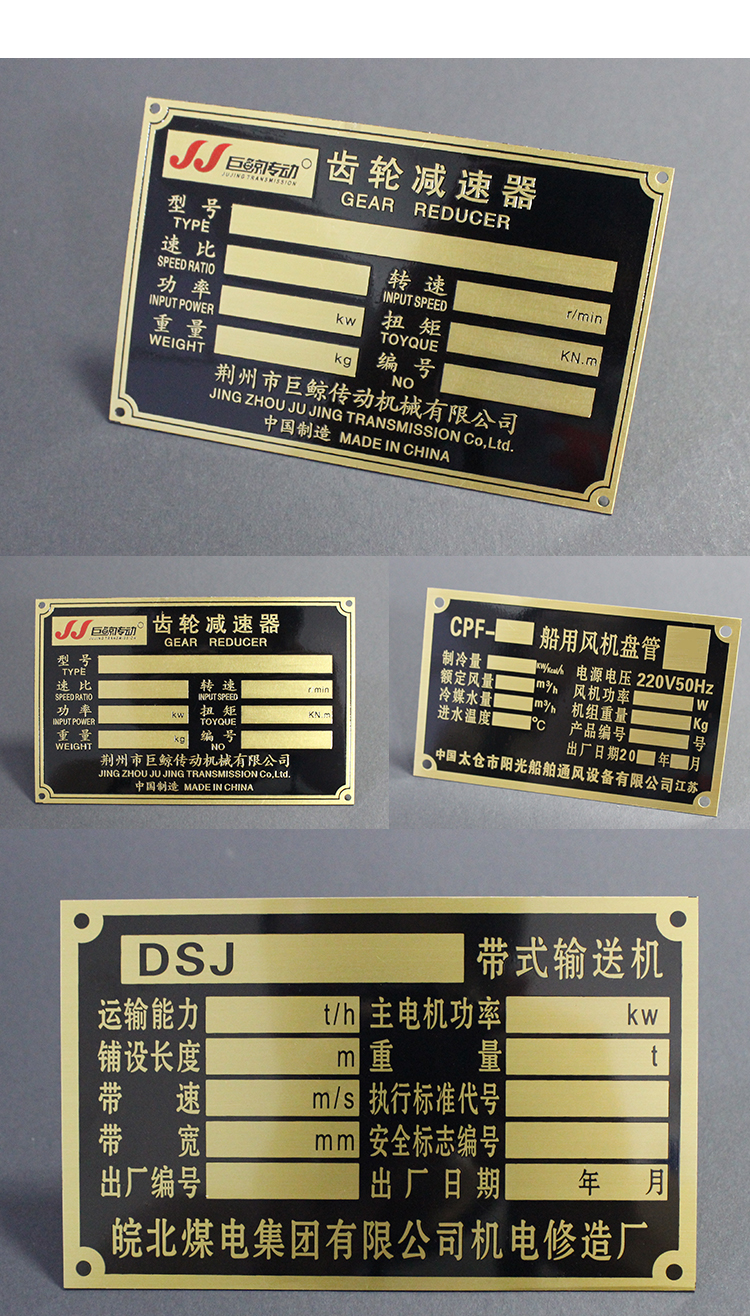 JJ 巨鲸传动
JUJING TRANSMISSION
齿轮减速器
GEAR REDUCER
型号
TYPE
速比
SPEED RATIO
转速
INPUT SPEED
r/min
功率
INPUT POWER
kw
扭矩
TOYQUE
KN.m
重量
WEIGHT
kg
编号
NO
荆州市巨鲸传动机械有限公司
JING ZHOU JU JING TRANSMISSION Co,Ltd.
中国制造 MADE IN CHINA
JJ 巨鲸传动
JUJING TRANSMISSION
齿轮减速器
GEAR REDUCER
型号
TYPE
速比
SPEED RATIO
转速
INPUT SPEED
r.min
功率
INPUT POWER
kw
扭矩
TOYQUE
KN.m
重量
WEIGHT
kg
编号
NO
荆州市巨鲸传动机械有限公司
JING ZHOU JU JING TRANSMISSION Co,Ltd.
中国制造 MADE IN CHINA
CPF- 船用风机盘管
制冷量 kw/kcal/h
电源电压 220V50Hz
额定风量 m³/h
风机功率 W
冷媒水量 m³/h
机组重量 Kg
进水温度 °C
产品编号 号
出厂日期20 年 月
中国太仓市阳光船舶通风设备有限公司江苏
DSJ 带式输送机
运输能力 t/h 主电机功率 kw
铺设长度 m 重量 t
带速 m/s 执行标准代号
带宽 mm 安全标志编号
出厂编号 出厂日期 年 月
皖北煤电集团有限公司机电修造厂